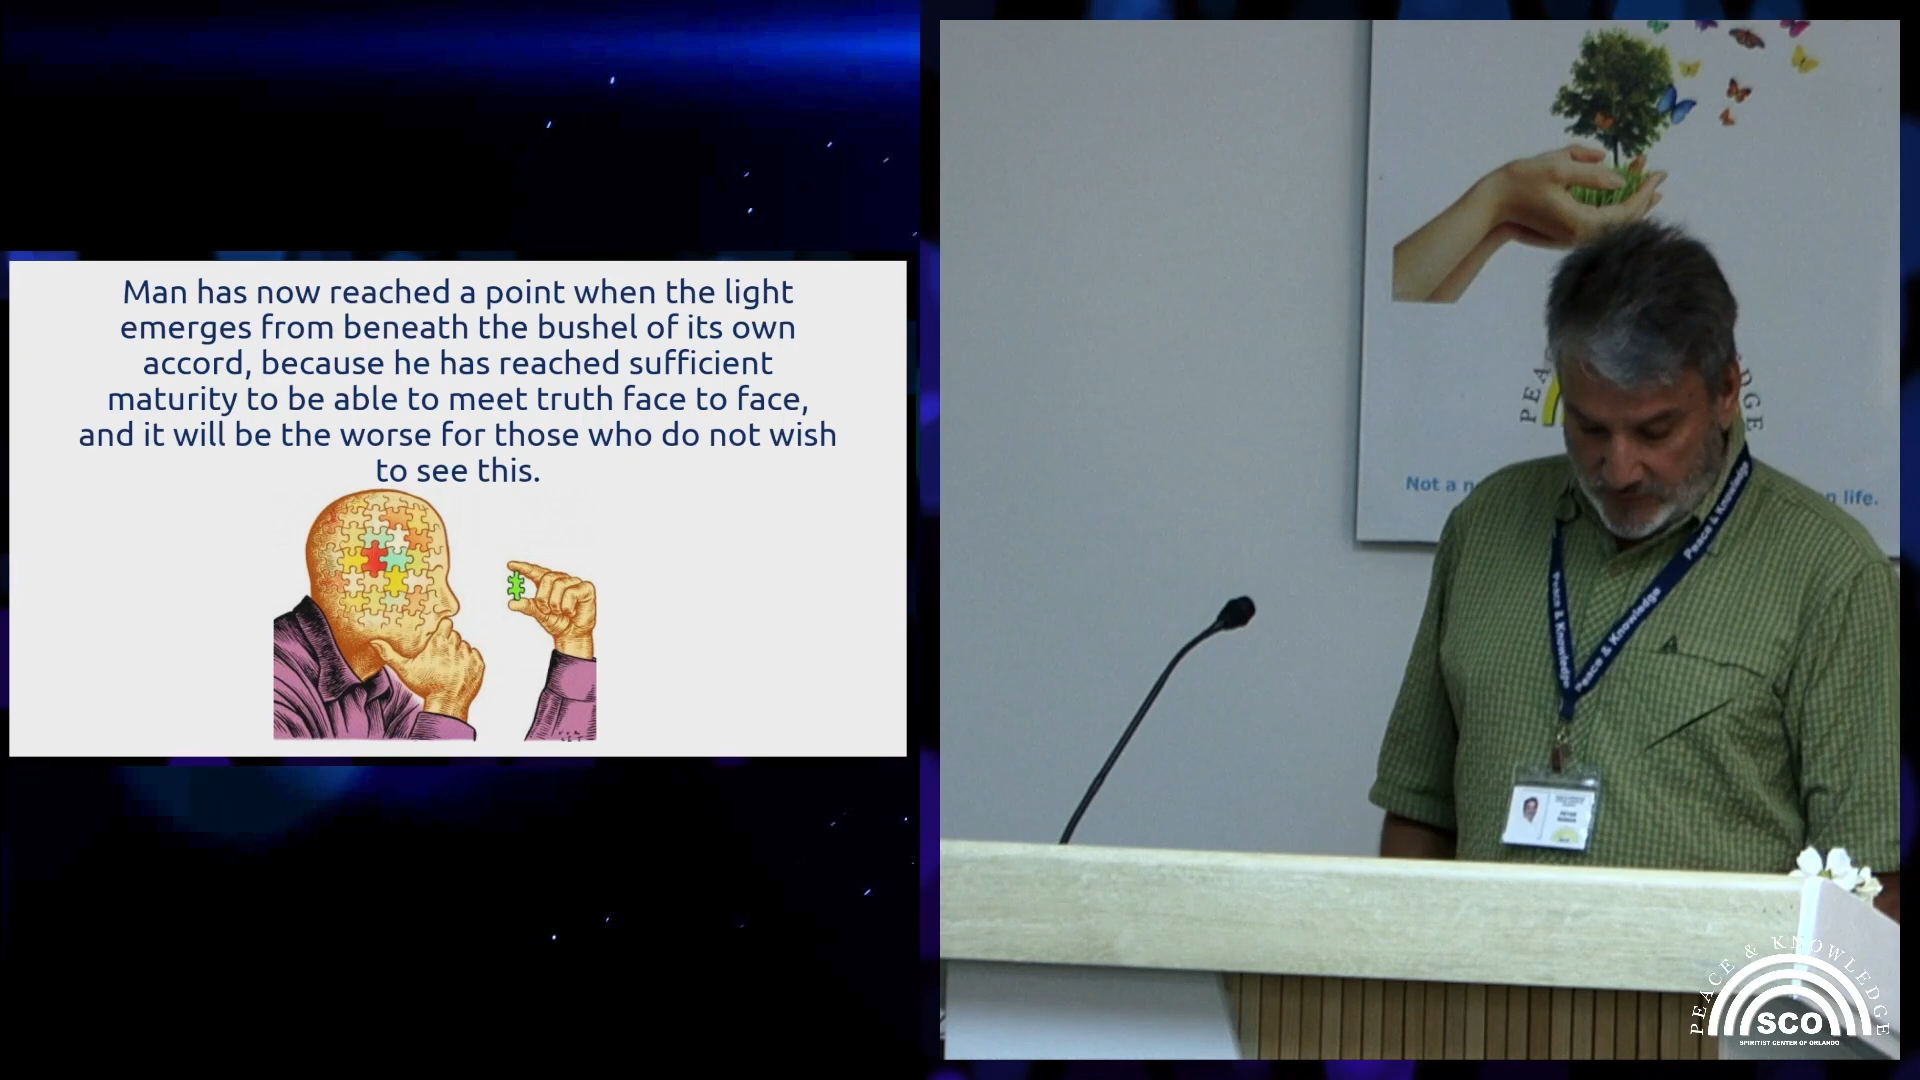 Man has now reached a point when the light
emerges from beneath the bushel of its own
accord, because he has reached sufficient
maturity to be able to meet truth face to face,
and it will be the worse for those who do not wish
to see this.
Not a
life.
Peace & Knowledge
Peace & Knowledge
Peace & Knowledge
PEACE & KNOWLEDGE
SCO
SPIRITIST CENTER OF ORLANDO